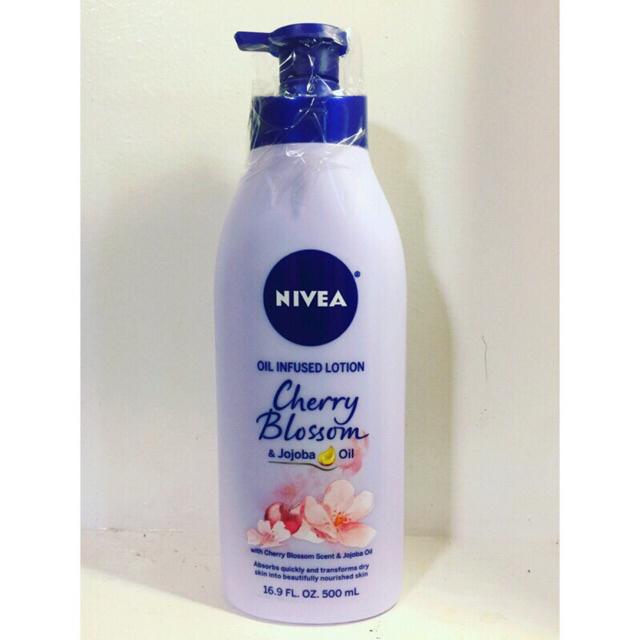 NIVEA®
OIL INFUSED LOTION
Cherry
Blossom
& Jojoba Oil
with Cherry Blossom Scent & Jojoba Oil
Absorbs quickly and transforms dry
skin into beautifully nourished skin
16.9 FL. OZ. 500 mL